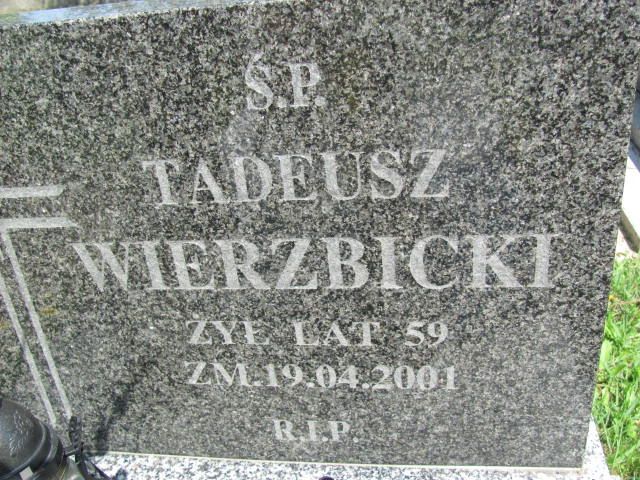 Ś.P.
TADEUSZ
WIERZBICKI
ŻYŁ LAT 59
ZM.19.04.2001
R.I.P.